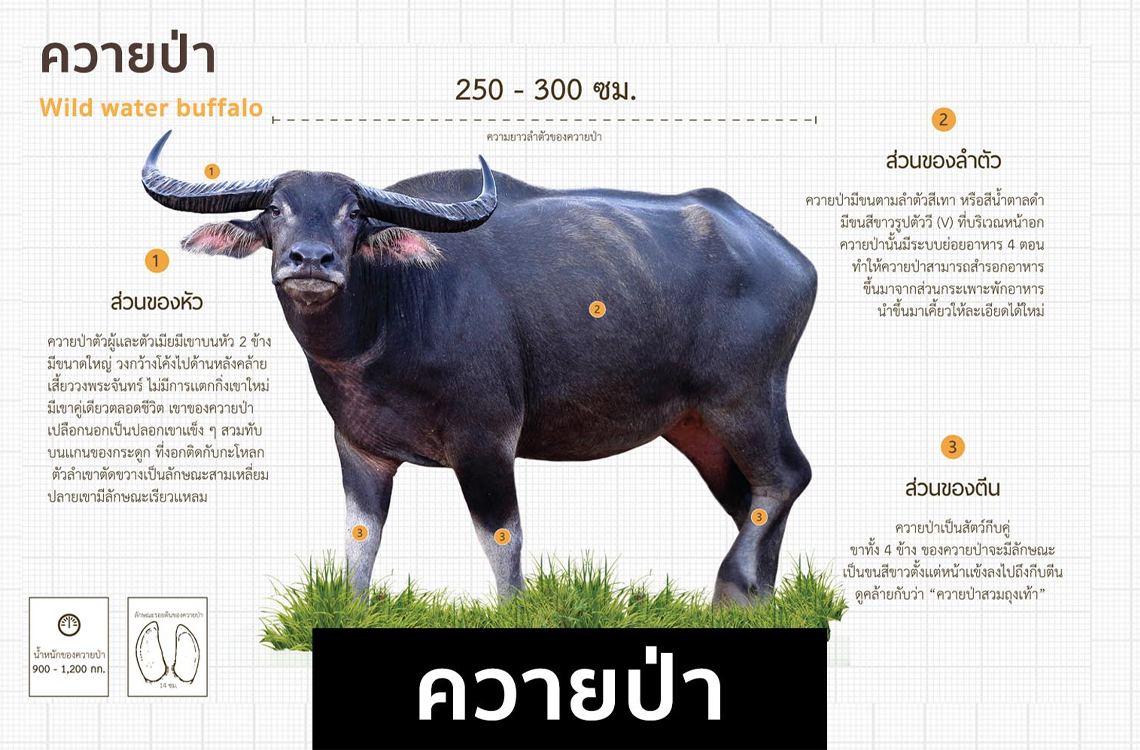 ควายป่า
Wild water buffalo
250 - 300 ซม.
ความยาวลำตัวของควายป่า
1
1
ส่วนของหัว
ควายป่าตัวผู้และตัวเมียมีเขาบนหัว 2 ข้าง
มีขนาดใหญ่ วงกว้างโค้งไปด้านหลังคล้าย
เสี้ยววงพระจันทร์ ไม่มีการแตกกิ่งเขาใหม่
มีเขาคู่เดียวตลอดชีวิต เขาของควายป่า
เปลือกนอกเป็นปลอกเขาแข็ง ๆ สวมทับ
บนแกนของกระดูก ที่งอกติดกับกะโหลก
ตัวลำเขาตัดขวางเป็นลักษณะสามเหลี่ยม
ปลายเขามีลักษณะเรียวแหลม
2
2
ส่วนของลำตัว
ควายป่ามีขนตามลำตัวสีเทา หรือสีน้ำตาลดำ
มีขนสีขาวรูปตัววี (V) ที่บริเวณหน้าอก
ควายป่านั้นมีระบบย่อยอาหาร 4 ตอน
ทำให้ควายป่าสามารถสำรอกอาหาร
ขึ้นมาจากส่วนกระเพาะพักอาหาร
นำขึ้นมาเคี้ยวให้ละเอียดได้ใหม่
3
ส่วนของตีน
ควายป่าเป็นสัตว์กีบคู่
ขาทั้ง 4 ข้าง ของควายป่าจะมีลักษณะ
เป็นขนสีขาวตั้งแต่หน้าแข้งลงไปถึงกีบตีน
ดูคล้ายกับว่า “ควายป่าสวมถุงเท้า”
3
3
3
น้ำหนักของควายป่า
900 - 1,200 กก.
ลักษณะรอยตีนของควายป่า
14 ซม.
ควายป่า